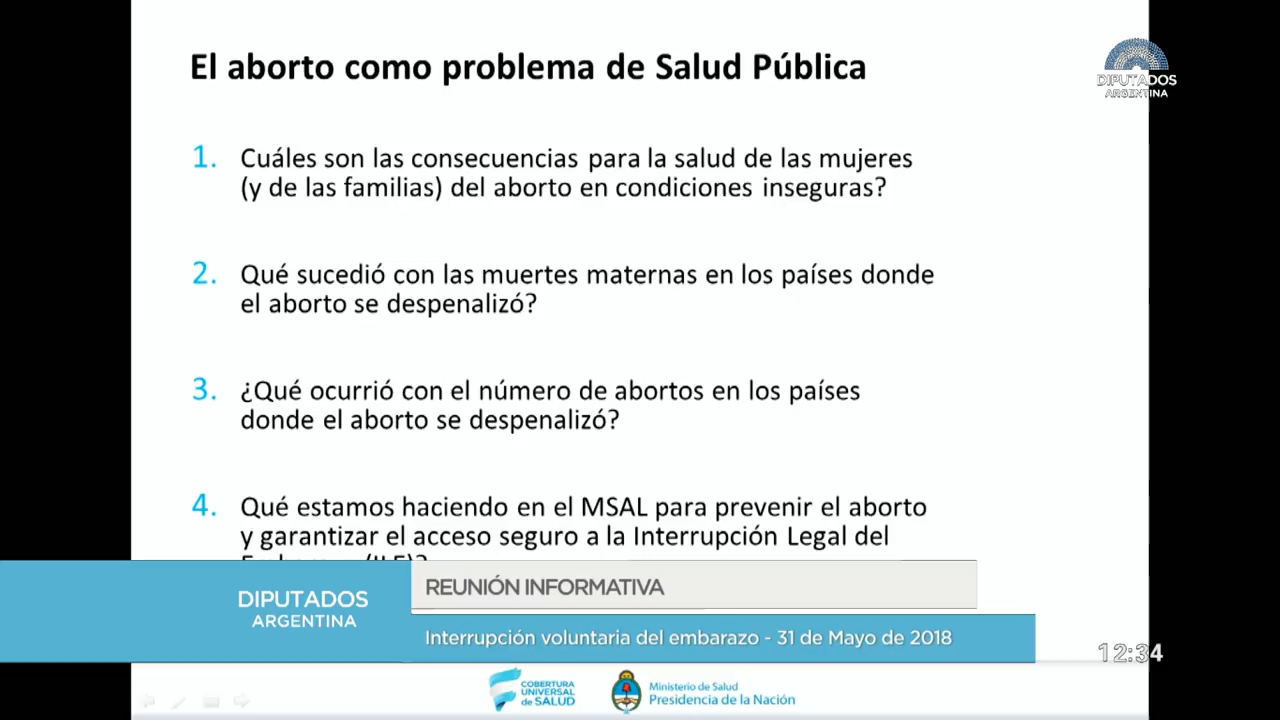 El aborto como problema de Salud Pública
DIPUTADOS
ARGENTINA
1. Cuáles son las consecuencias para la salud de las mujeres
(y de las familias) del aborto en condiciones inseguras?
2. Qué sucedió con las muertes maternas en los países donde
el aborto se despenalizó?
3. ¿Qué ocurrió con el número de abortos en los países
donde el aborto se despenalizó?
4. Qué estamos haciendo en el MSAL para prevenir el aborto
y garantizar el acceso seguro a la Interrupción Legal del
DIPUTADOS
ARGENTINA
REUNIÓN INFORMATIVA
Interrupción voluntaria del embarazo - 31 de Mayo de 2018
12:34
COBERTURA
UNIVERSAL
de SALUD
Ministerio de Salud
Presidencia de la Nación